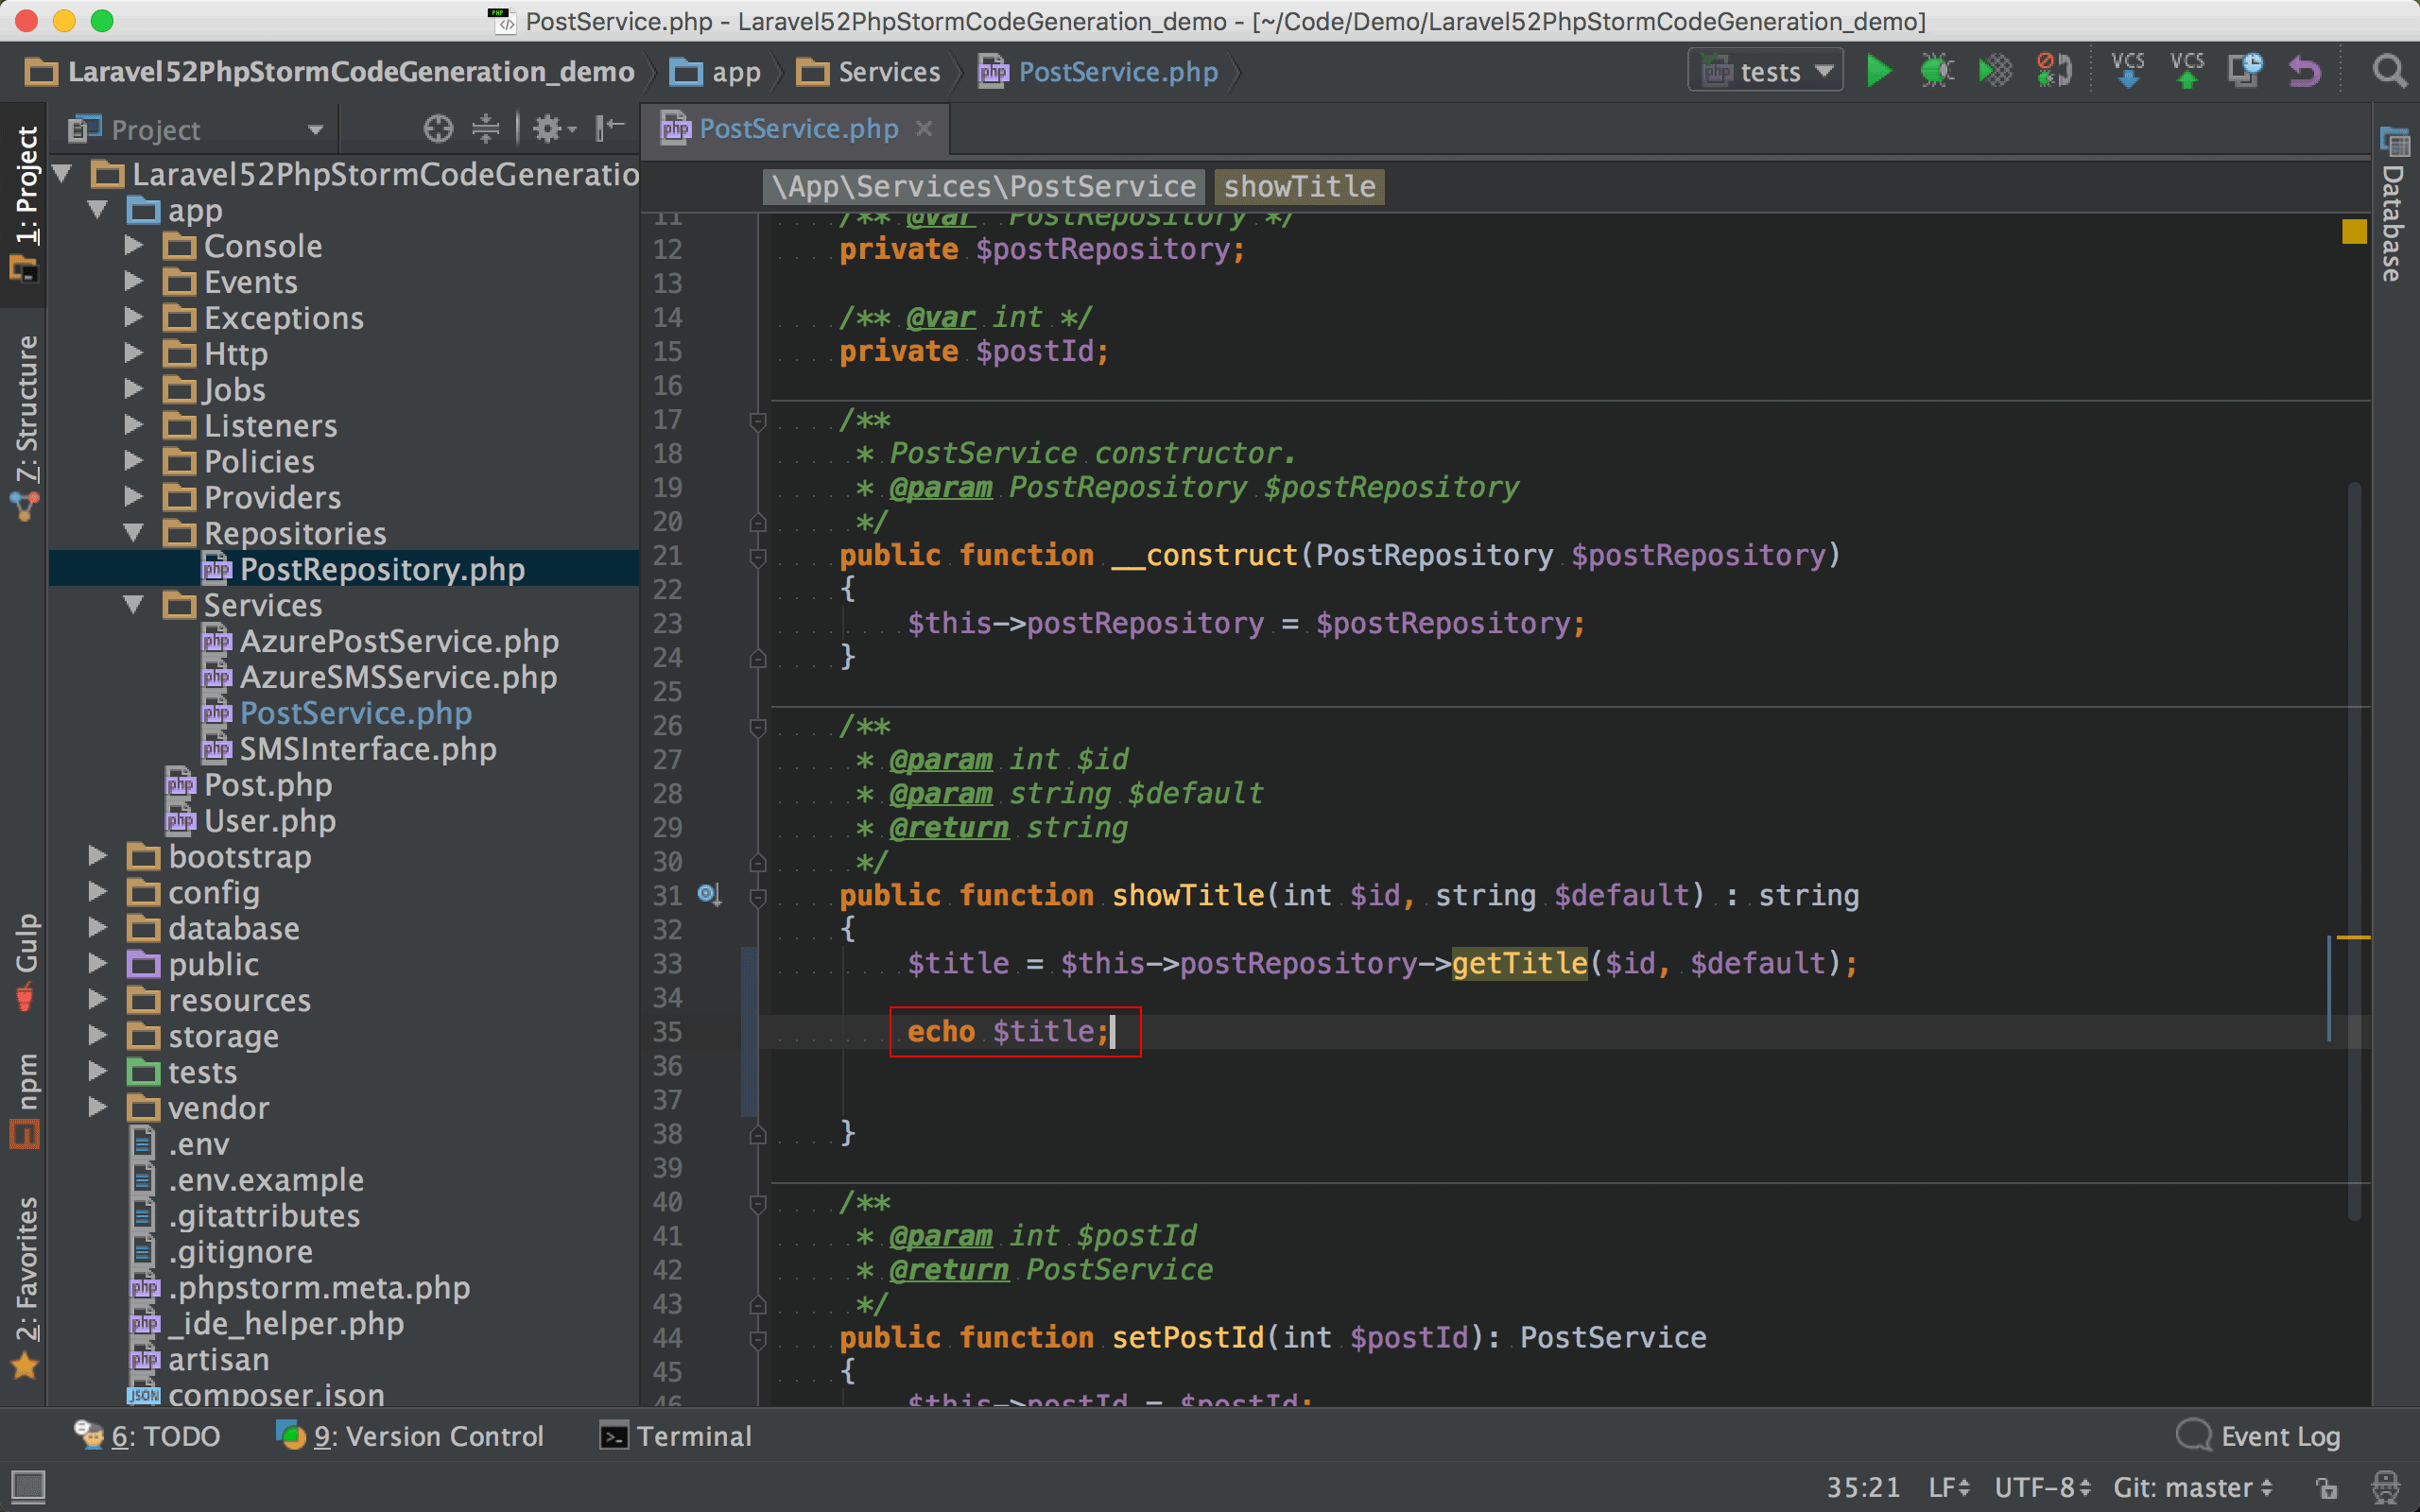 PostService.php - Laravel52PhpStormCodeGeneration_demo - [~/Code/Demo/Laravel52PhpStormCodeGeneration_demo]
Laravel52PhpStormCodeGeneration_demo app Services PostService.php tests VCS VCS
1: Project
Z: Structure
Gulp
npm
2: Favorites
Project
Laravel52PhpStormCodeGeneratio
app
Console
Events
Exceptions
Http
Jobs
Listeners
Policies
Providers
Repositories
PostRepository.php
Services
AzurePostService.php
AzureSMSService.php
PostService.php
SMSInterface.php
Post.php
User.php
bootstrap
config
database
public
resources
storage
tests
vendor
.env
.env.example
.gitattributes
.gitignore
.phpstorm.meta.php
_ide_helper.php
artisan
composer.json
PostService.php
\App\Services\PostService showTitle
11 /** @var PostRepository */
12 private $postRepository;
13
14 /** @var int */
15 private $postId;
16
17 /**
18 * PostService constructor.
19 * @param PostRepository $postRepository
20 */
21 public function __construct(PostRepository $postRepository)
22 {
23 $this->postRepository = $postRepository;
24 }
25
26 /**
27 * @param int $id
28 * @param string $default
29 * @return string
30 */
31 public function showTitle(int $id, string $default) : string
32 {
33 $title = $this->postRepository->getTitle($id, $default);
34
35 echo $title;
36
37
38 }
39
40 /**
41 * @param int $postId
42 * @return PostService
43 */
44 public function setPostId(int $postId): PostService
45 {
46 $this->postId = $postId;
Database
6: TODO 9: Version Control Terminal Event Log
35:21 LF UTF-8 Git: master